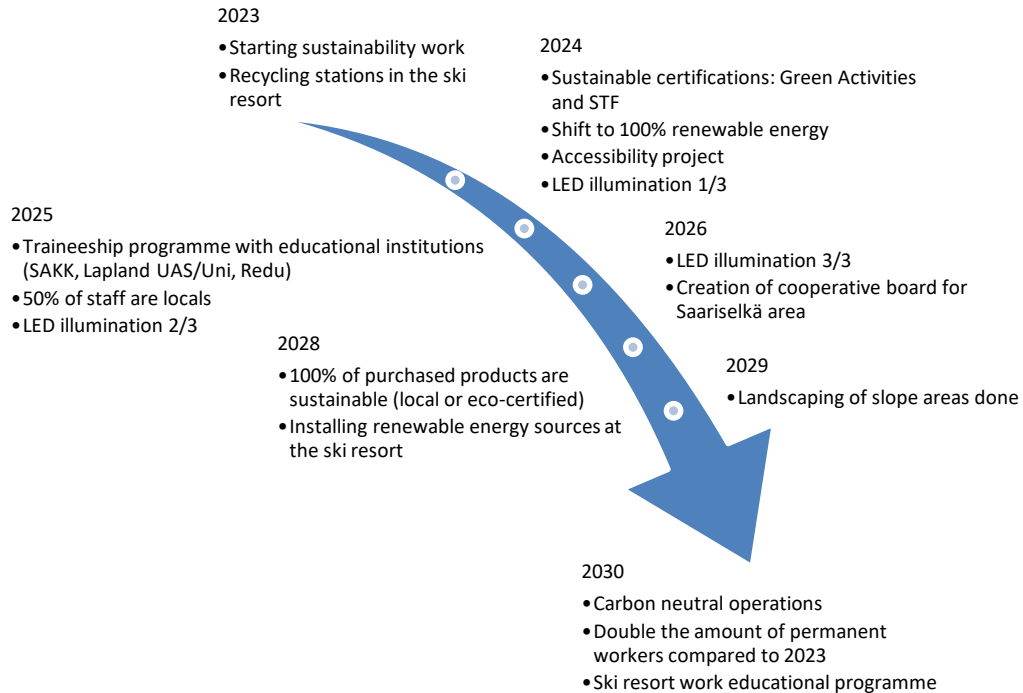 2023
•Starting sustainability work
•Recycling stations in the ski
resort
2024
•Sustainable certifications: Green Activities
and STF
•Shift to 100% renewable energy
•Accessibility project
•LED illumination 1/3
2025
•Traineeship programme with educational institutions
(SAKK, Lapland UAS/Uni, Redu)
•50% of staff are locals
•LED illumination 2/3
2026
•LED illumination 3/3
•Creation of cooperative board for
Saariselkä area
2028
•100% of purchased products are
sustainable (local or eco-certified)
•Installing renewable energy sources at
the ski resort
2029
•Landscaping of slope areas done
2030
•Carbon neutral operations
•Double the amount of permanent
workers compared to 2023
•Ski resort work educational programme